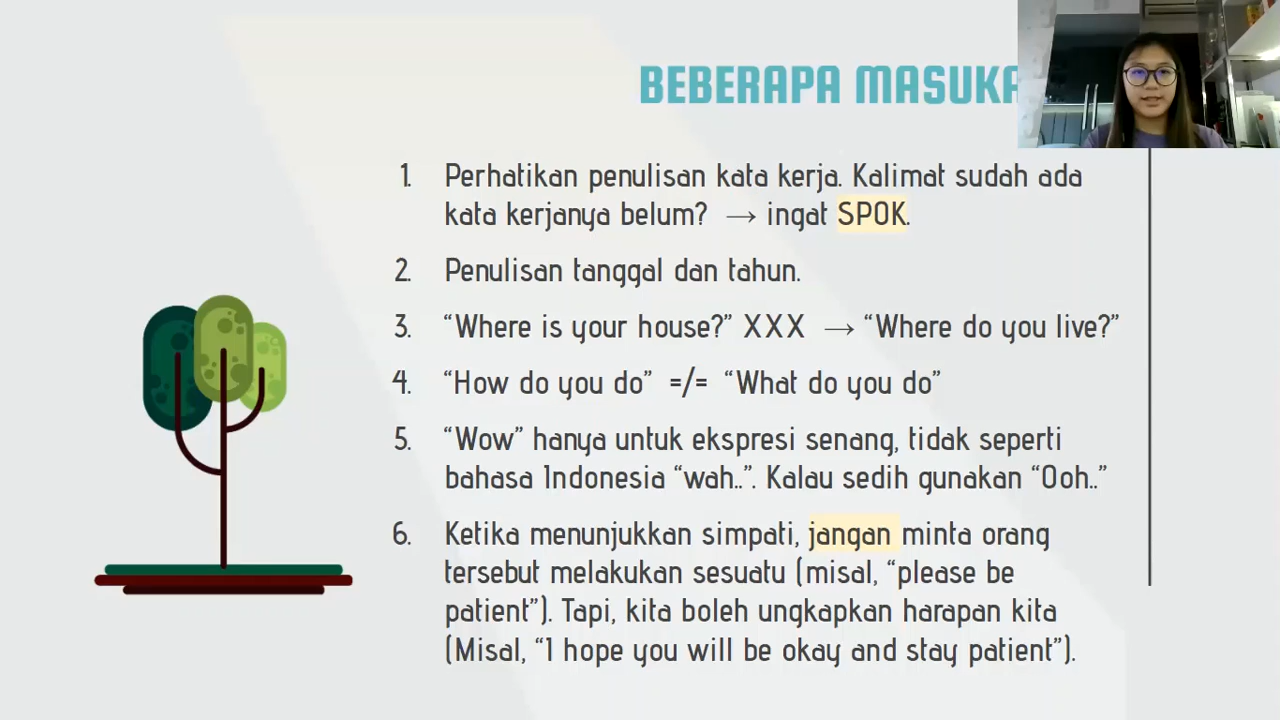 BEBERAPA MASUKA
1. Perhatikan penulisan kata kerja. Kalimat sudah ada
kata kerjanya belum? → ingat SPOK.
2. Penulisan tanggal dan tahun.
3. “Where is your house?” XXX → “Where do you live?”
4. “How do you do” =/= “What do you do”
5. “Wow” hanya untuk ekspresi senang, tidak seperti
bahasa Indonesia “wah..”. Kalau sedih gunakan “Ooh..”
6. Ketika menunjukkan simpati, jangan minta orang
tersebut melakukan sesuatu (misal, “please be
patient”). Tapi, kita boleh ungkapkan harapan kita
(Misal, “I hope you will be okay and stay patient”).